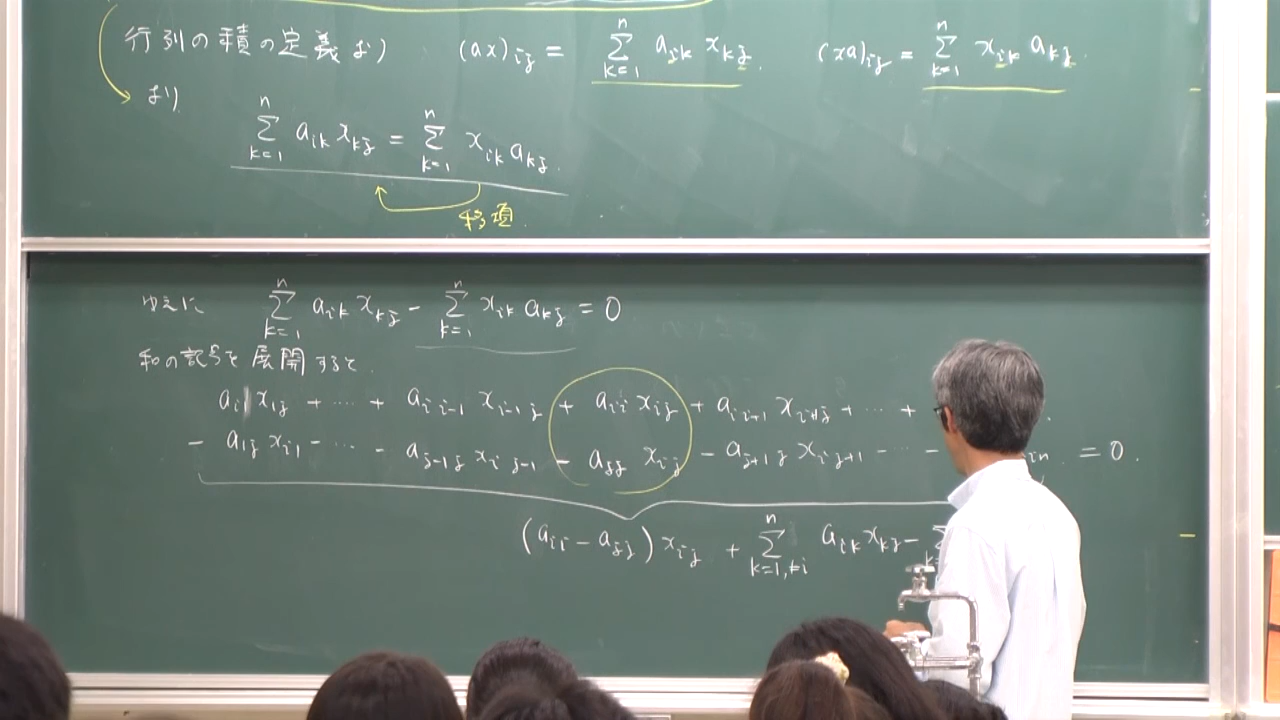 行列の積の定義より (ax)_{ij} = \sum_{k=1}^{n} a_{ik} x_{kj}. (xa)_{ij} = \sum_{k=1}^{n} x_{ik} a_{kj}.
より
\sum_{k=1}^{n} a_{ik} x_{kj} = \sum_{k=1}^{n} x_{ik} a_{kj}.
移項
ゆえに \sum_{k=1}^{n} a_{ik} x_{kj} - \sum_{k=1}^{n} x_{ik} a_{kj} = 0
和の記号を展開すると.
a_{i1} x_{1j} + ... + a_{i i-1} x_{i-1 j} + a_{ii} x_{ij} + a_{i i+1} x_{i+1 j} + ... +
- a_{1j} x_{i1} - ... - a_{j-1 j} x_{i j-1} - a_{jj} x_{ij} - a_{j+1 j} x_{i j+1} - ... - _{in} = 0.
(a_{ii} - a_{jj}) x_{ij} + \sum_{k=1, ≠i}^{n} a_{ik} x_{kj} -